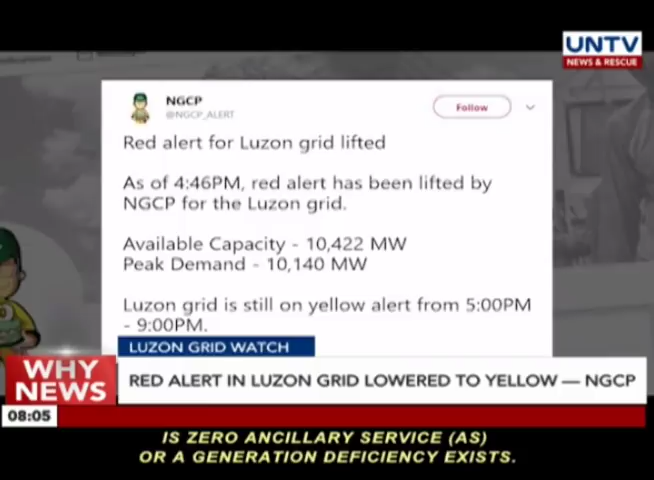 UNTV
NEWS & RESCUE
NGCP
@NGCP_ALERT
Follow
Red alert for Luzon grid lifted
As of 4:46PM, red alert has been lifted by
NGCP for the Luzon grid.
Available Capacity - 10,422 MW
Peak Demand - 10,140 MW
Luzon grid is still on yellow alert from 5:00PM
- 9:00PM.
LUZON GRID WATCH
WHY
NEWS
RED ALERT IN LUZON GRID LOWERED TO YELLOW — NGCP
08:05
IS ZERO ANCILLARY SERVICE (AS)
OR A GENERATION DEFICIENCY EXISTS.